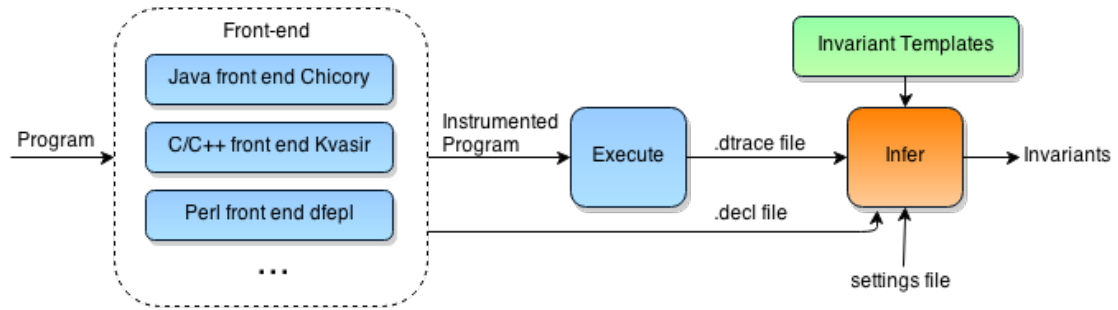 Front-end
Java front end Chicory
C/C++ front end Kvasir
Perl front end dfepl
...
Program
Instrumented
Program
Execute
.dtrace file
.decl file
Invariant Templates
Infer
settings file
Invariants